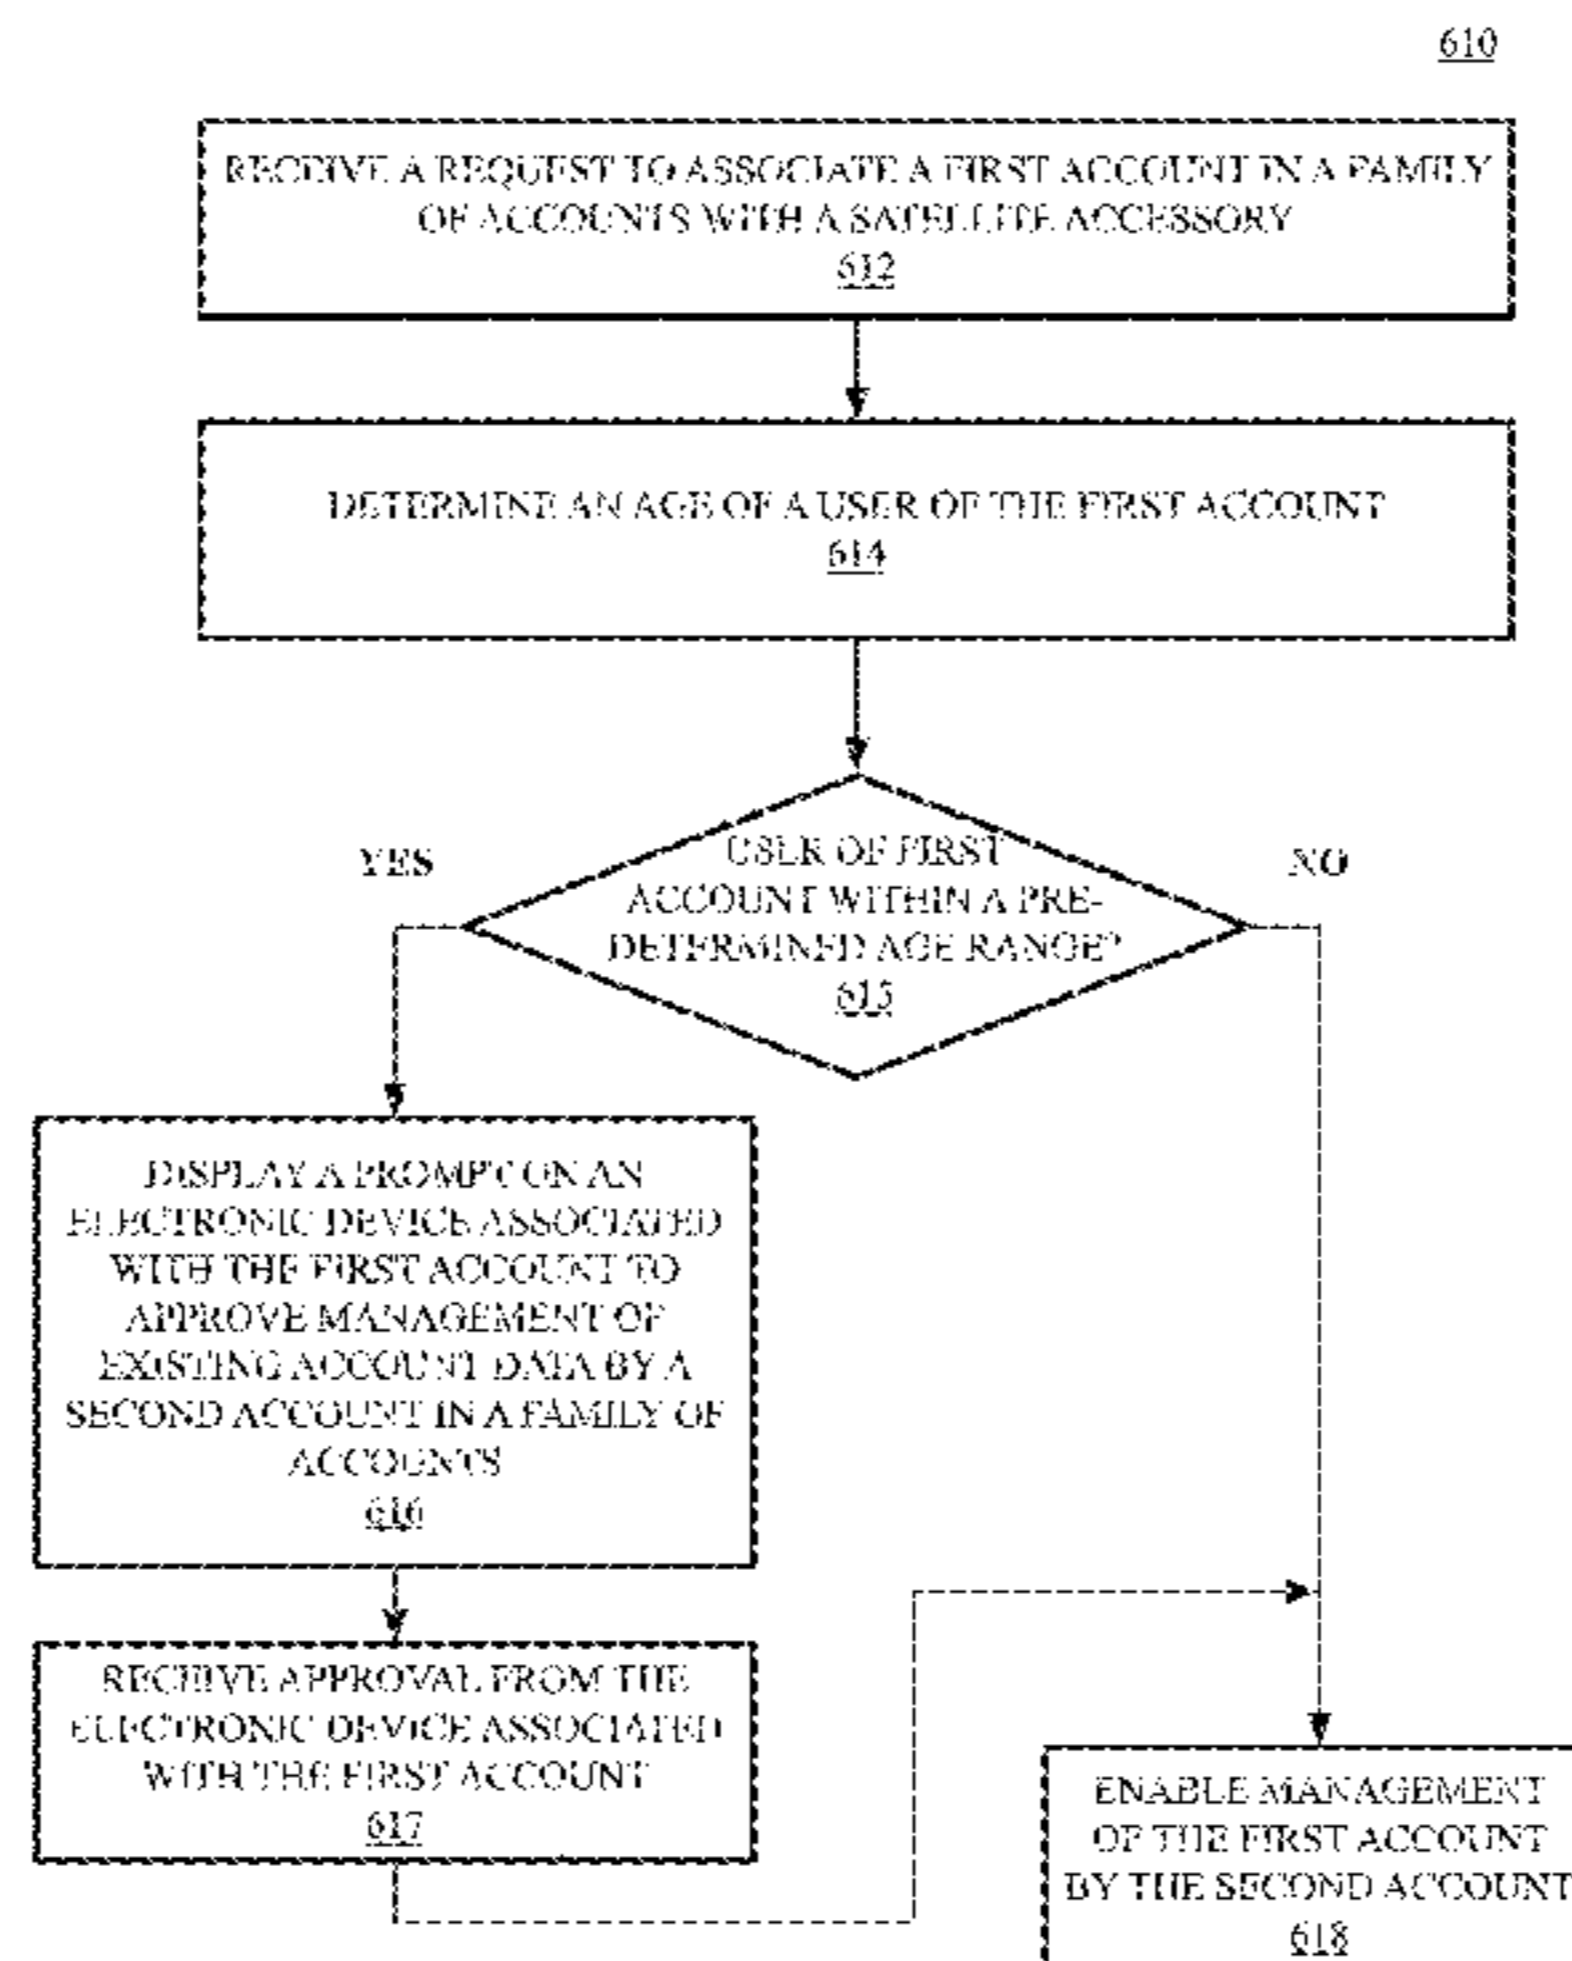 610
RECEIVE A REQUEST TO ASSOCIATE A FIRST ACCOUNT IN A FAMILY
OF ACCOUNTS WITH A SATELLITE ACCESSORY
612
DETERMINE AN AGE OF A USER OF THE FIRST ACCOUNT
614
YES
NO
USER OF FIRST
ACCOUNT WITHIN A PRE-
DETERMINED AGE RANGE?
615
DISPLAY A PROMPT ON AN
ELECTRONIC DEVICE ASSOCIATED
WITH THE FIRST ACCOUNT TO
APPROVE MANAGEMENT OF
EXISTING ACCOUNT DATA BY A
SECOND ACCOUNT IN A FAMILY OF
ACCOUNTS
616
RECEIVE APPROVAL FROM THE
ELECTRONIC DEVICE ASSOCIATED
WITH THE FIRST ACCOUNT
617
ENABLE MANAGEMENT
OF THE FIRST ACCOUNT
BY THE SECOND ACCOUNT
618